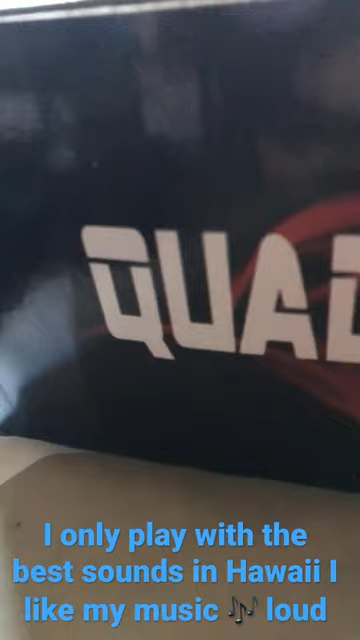 QUAD
I only play with the
best sounds in Hawaii I
like my music 🎶 loud